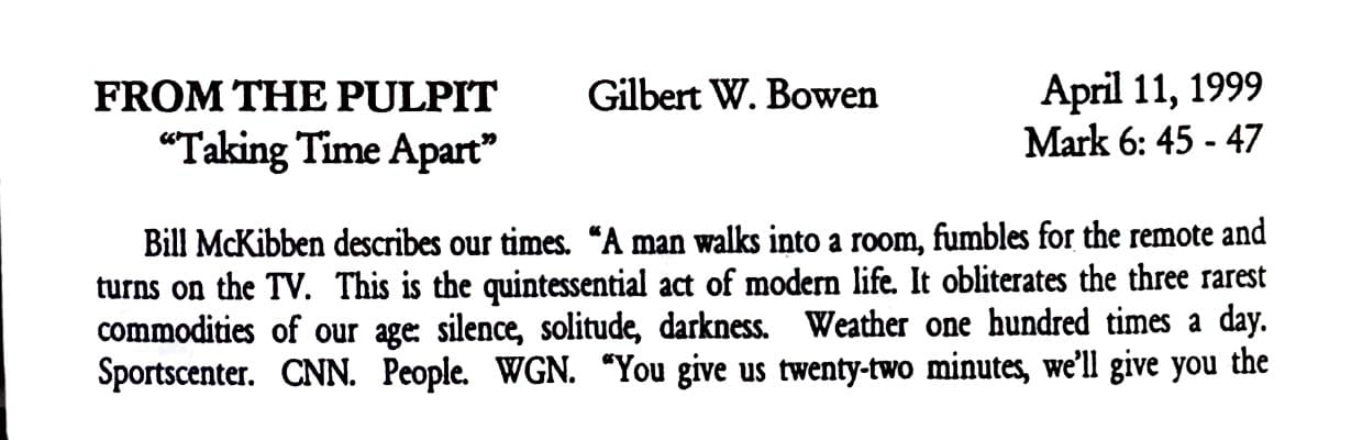 FROM THE PULPIT Gilbert W. Bowen April 11, 1999
“Taking Time Apart” Mark 6: 45 - 47
Bill McKibben describes our times. “A man walks into a room, fumbles for the remote and
turns on the TV. This is the quintessential act of modern life. It obliterates the three rarest
commodities of our age: silence, solitude, darkness. Weather one hundred times a day.
Sportscenter. CNN. People. WGN. “You give us twenty-two minutes, we’ll give you the